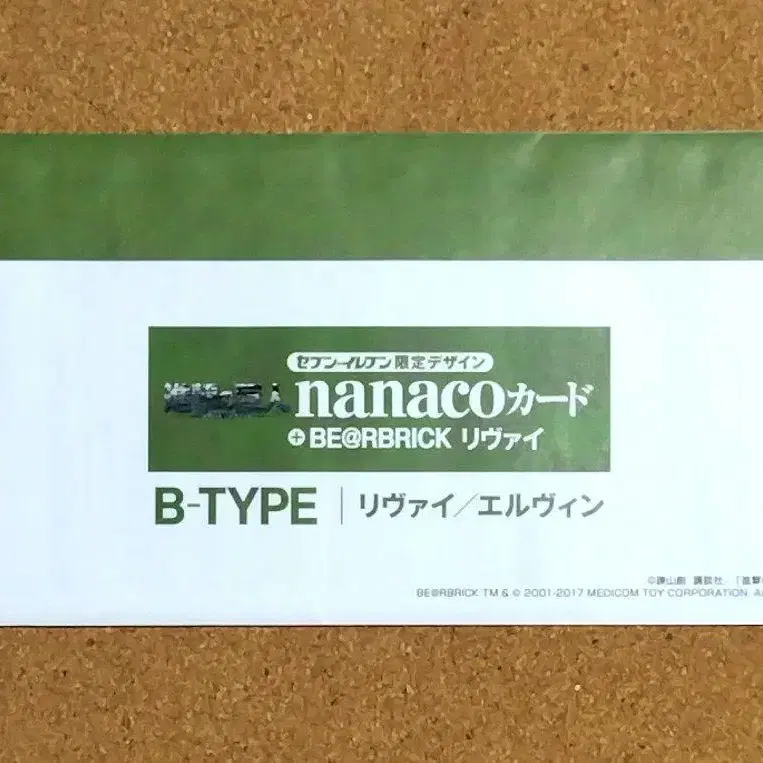 セブン-イレブン限定デザイン
進撃の巨人 nanacoカード
+ BE@RBRICK リヴァイ
B-TYPE | リヴァイ／エルヴィン
©諫山創 講談社 「進撃
BE@RBRICK TM & © 2001-2017 MEDICOM TOY CORPORATION. A